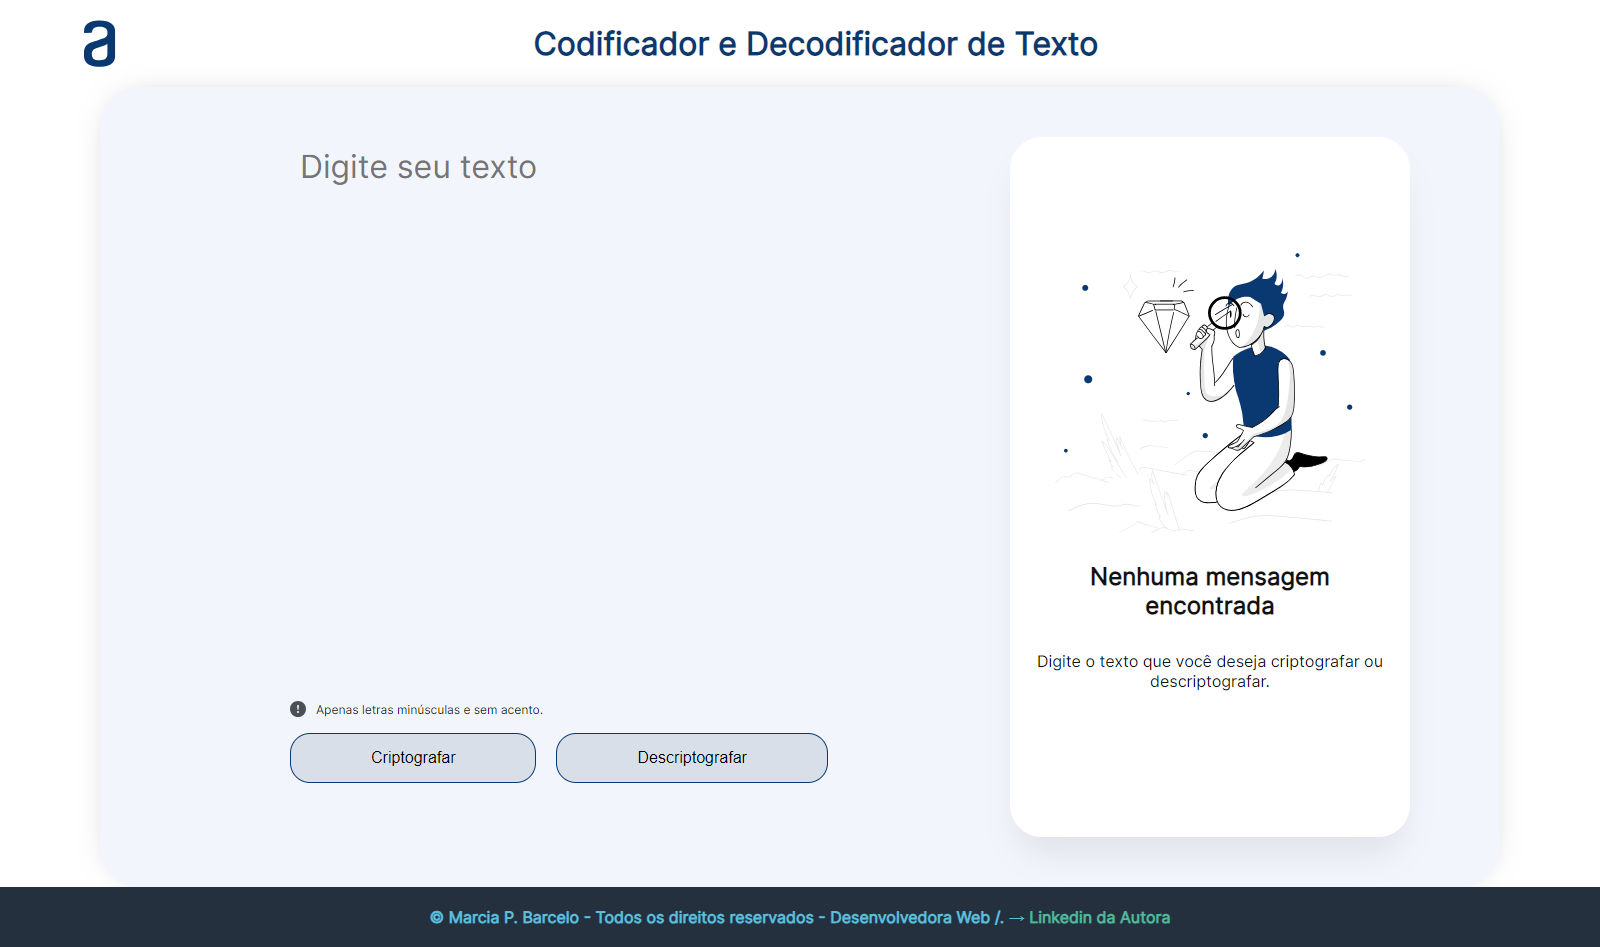 a
Codificador e Decodificador de Texto
Digite seu texto
Nenhuma mensagem
encontrada
Digite o texto que você deseja criptografar ou
descriptografar.
Apenas letras minúsculas e sem acento.
Criptografar
Descriptografar
© Marcia P. Barcelo - Todos os direitos reservados - Desenvolvedora Web /. → Linkedin da Autora